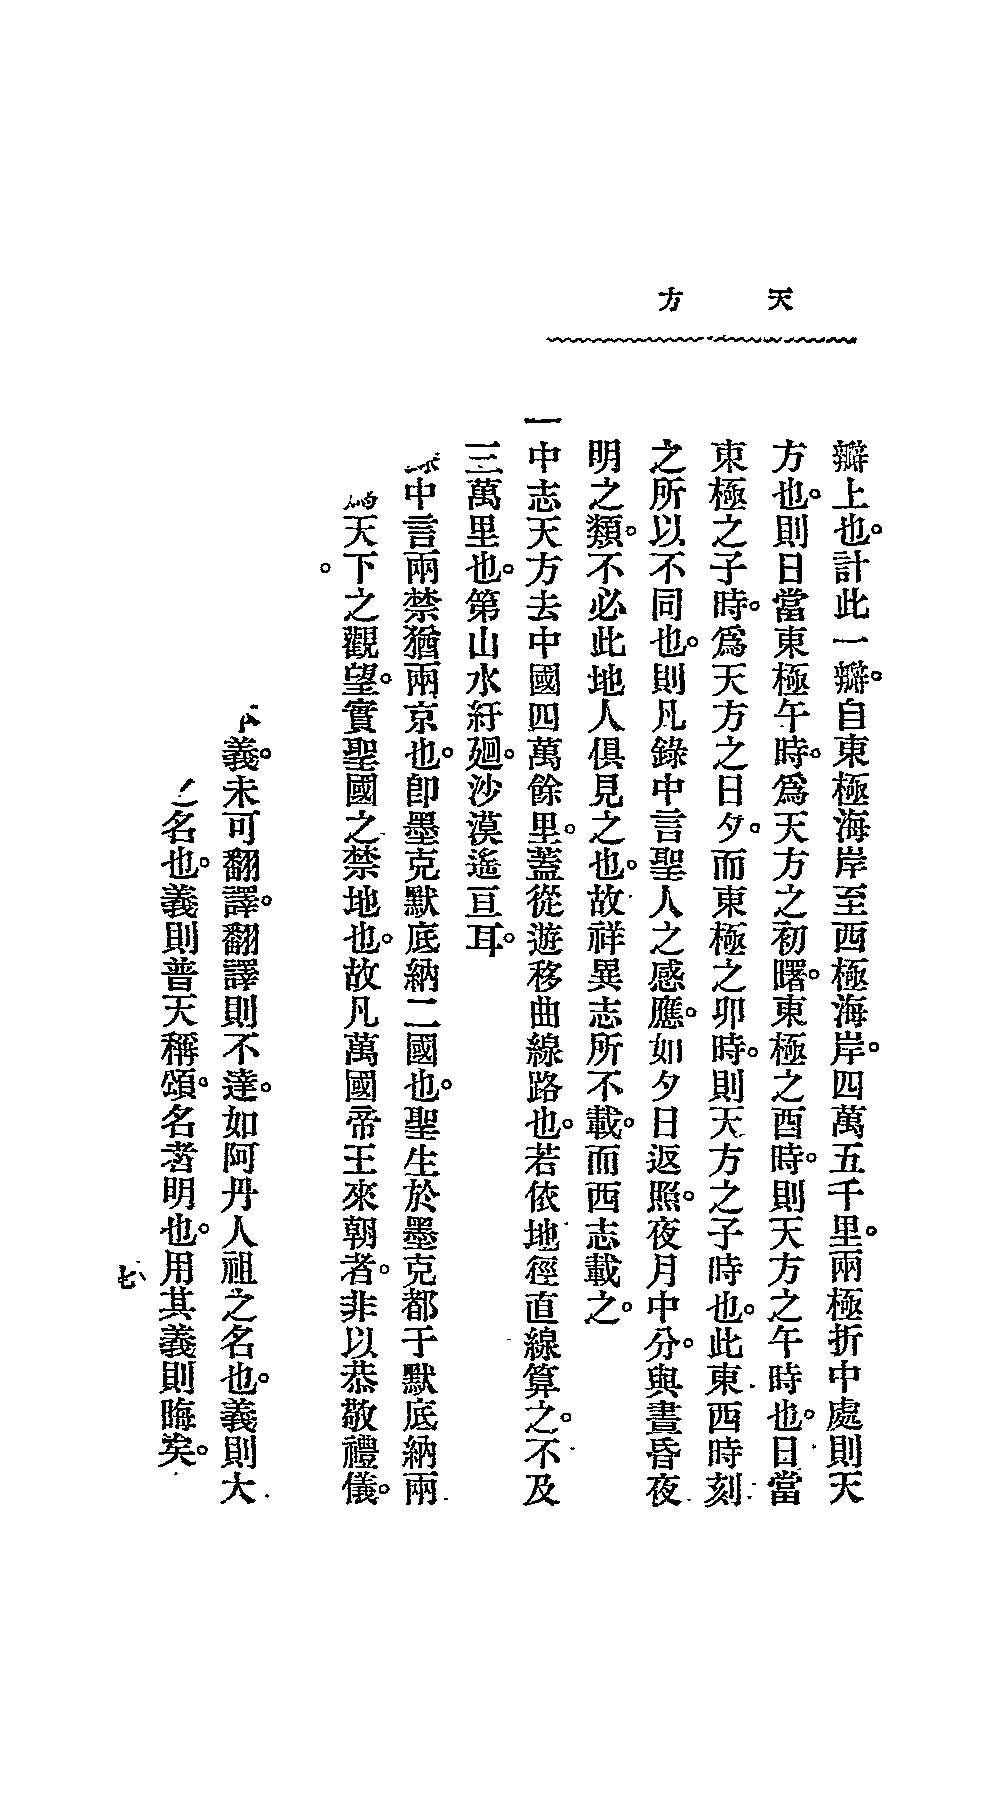 天方
瓣上也。計此一瓣。自東極海岸至西極海岸。四萬五千里。兩極折中處則天
方也。則日當東極午時。爲天方之初曙。東極之酉時。則天方之午時也。日當
東極之子時。爲天方之日夕。而東極之卯時。則天方之子時也。此東西時刻
之所以不同也。則凡錄中言聖人之感應。如夕日返照。夜月中分。與晝昏夜
明之類。不必此地人俱見之也。故祥異志所不載。而西志載之。
一中志天方去中國四萬餘里。蓋從遊移曲線路也。若依地徑直線算之。不及
三萬里也。第山水紆廻。沙漠遙亘耳。
中言兩禁猶兩京也。卽墨克默底納二國也。聖生於墨克都于默底納兩
天下之觀望。實聖國之禁地也。故凡萬國帝王來朝者。非以恭敬禮儀。
。
義。未可翻譯。翻譯則不達。如阿丹人祖之名也。義則大
名也。義則普天稱頌。名著明也。用其義則晦矣。
七